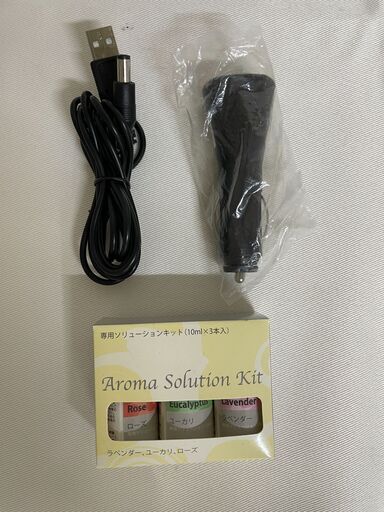 専用ソリューションキット(10ml×3本入)
Aroma Solution Kit
Rose
ローズ
Eucalyptus
ユーカリ
Lavender
ラベンダー
ラベンダー、ユーカリ、ローズ